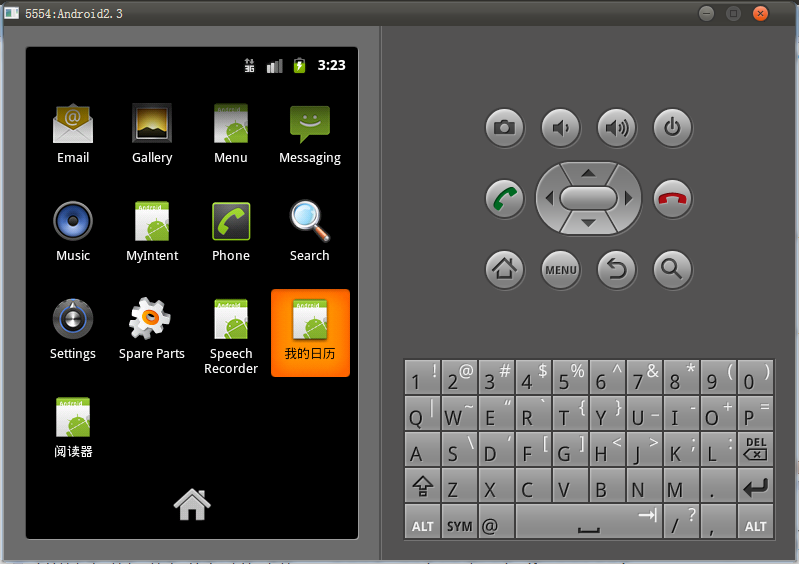 5554:Android2.3
3G 3:23
Email Gallery Menu Messaging
Music MyIntent Phone Search
Settings Spare Parts Speech Recorder 我的日历
阅读器
MENU
1 ! 2 @ 3 # 4 $ 5 % 6 ^ 7 & 8 * 9 ( 0 )
Q | W ~ E “ R ` T { Y } U _ I - O + P =
A S \ D ‘ F [ G ] H < J > K ; L : DEL
Z X C V B N M .
ALT SYM @ / ? , ALT